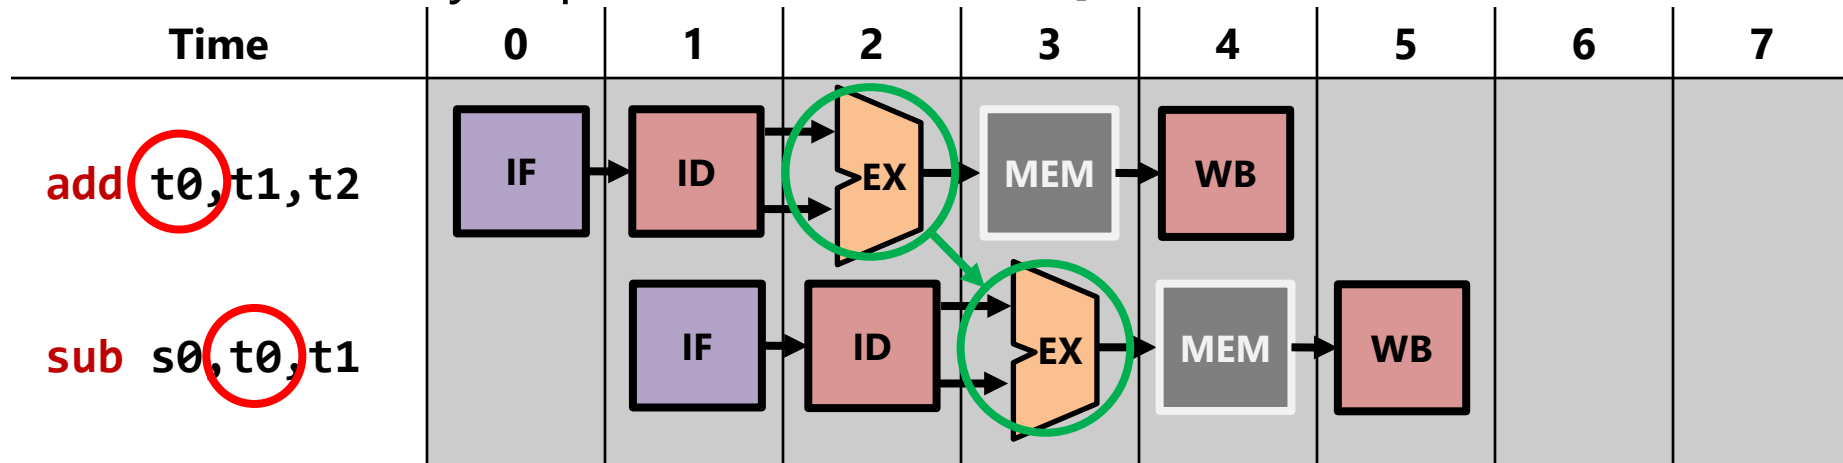 Time 0 1 2 3 4 5 6 7
add t0,t1,t2 IF ID EX MEM WB
sub s0,t0,t1 IF ID EX MEM WB